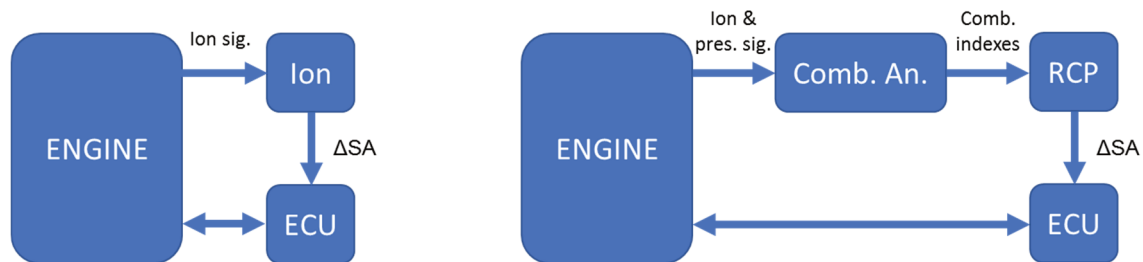 Ion sig.
Ion
ENGINE
ΔSA
ECU
Ion &
pres. sig.
Comb. An.
Comb.
indexes
RCP
ENGINE
ΔSA
ECU